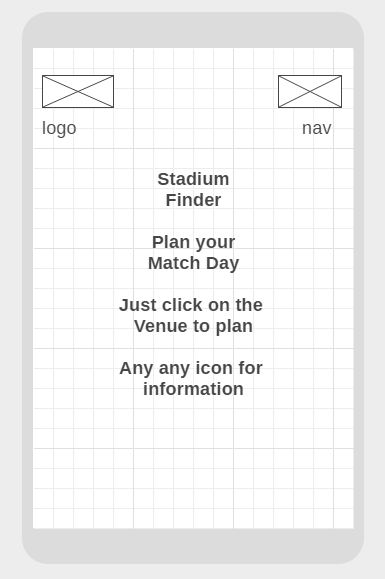 logo
nav
Stadium
Finder
Plan your
Match Day
Just click on the
Venue to plan
Any any icon for
information